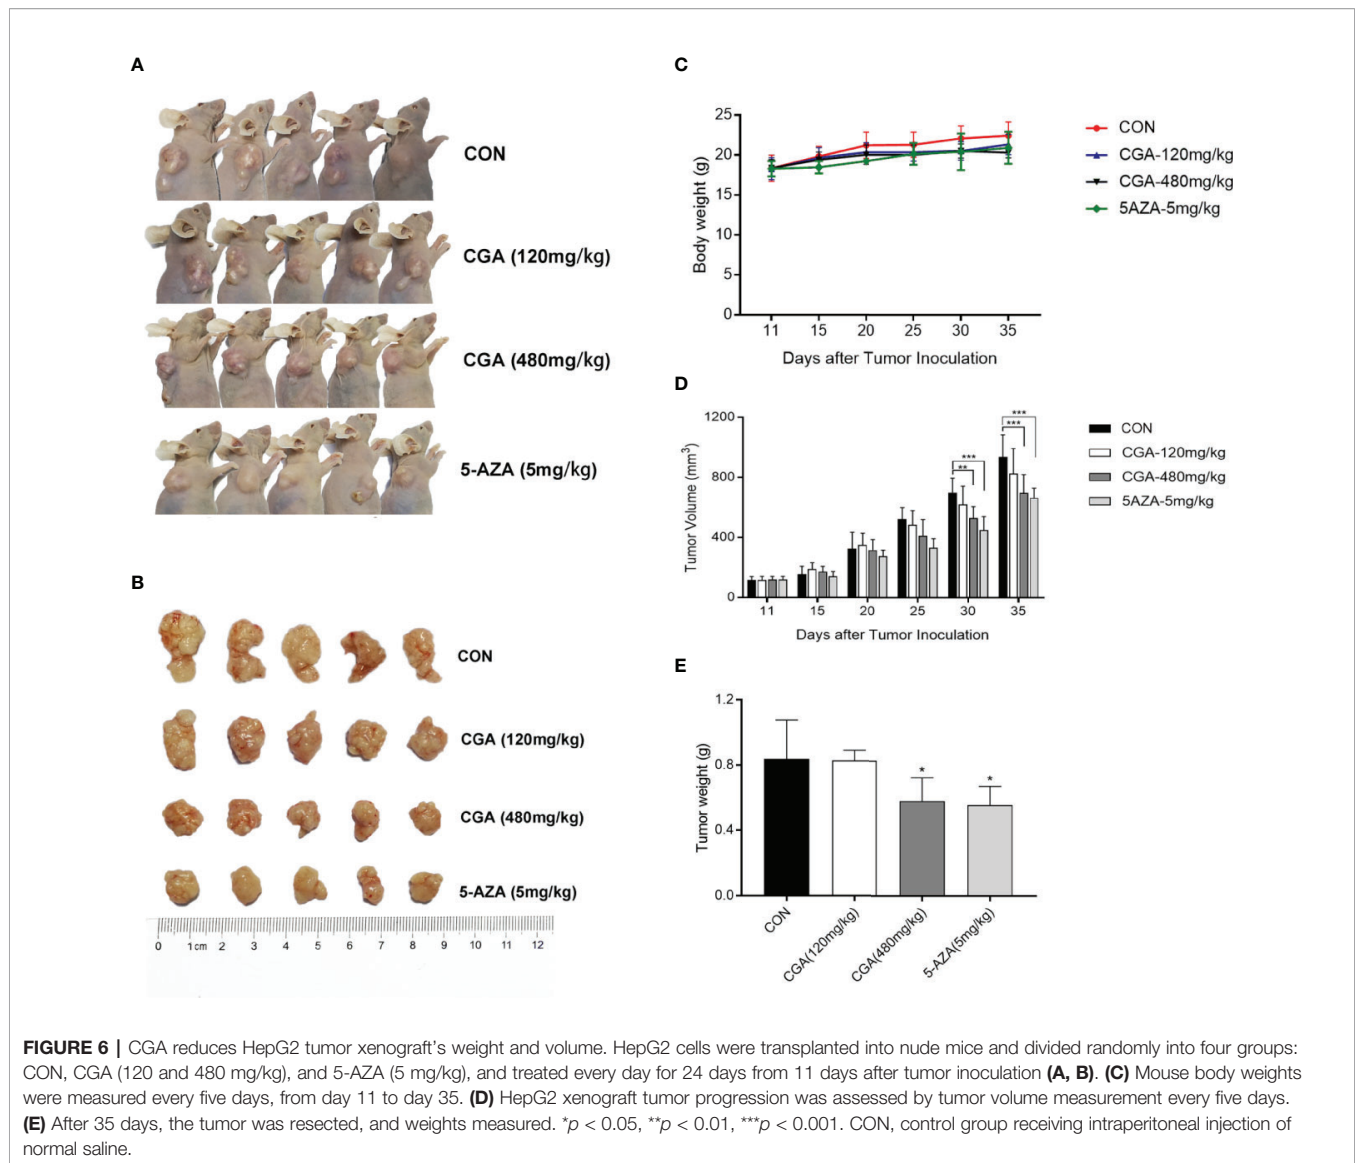 A
CON
CGA (120mg/kg)
CGA (480mg/kg)
5-AZA (5mg/kg)
B
CON
CGA (120mg/kg)
CGA (480mg/kg)
5-AZA (5mg/kg)
0 1cm 2 3 4 5 6 7 8 9 10 11 12
C
Body weight (g)
25
20
15
10
5
0
11 15 20 25 30 35
Days after Tumor Inoculation
CON
CGA-120mg/kg
CGA-480mg/kg
5AZA-5mg/kg
D
Tumor Volume (mm³)
1200
800
400
0
*** 
**
***
***
11 15 20 25 30 35
Days after Tumor Inoculation
CON
CGA-120mg/kg
CGA-480mg/kg
5AZA-5mg/kg
E
Tumor weight (g)
1.2
0.8
0.4
0.0
* *
CON
CGA(120mg/kg)
CGA(480mg/kg)
5-AZA(5mg/kg)
FIGURE 6 | CGA reduces HepG2 tumor xenograft's weight and volume. HepG2 cells were transplanted into nude mice and divided randomly into four groups:
CON, CGA (120 and 480 mg/kg), and 5-AZA (5 mg/kg), and treated every day for 24 days from 11 days after tumor inoculation (A, B). (C) Mouse body weights
were measured every five days, from day 11 to day 35. (D) HepG2 xenograft tumor progression was assessed by tumor volume measurement every five days.
(E) After 35 days, the tumor was resected, and weights measured. *p < 0.05, **p < 0.01, ***p < 0.001. CON, control group receiving intraperitoneal injection of
normal saline.